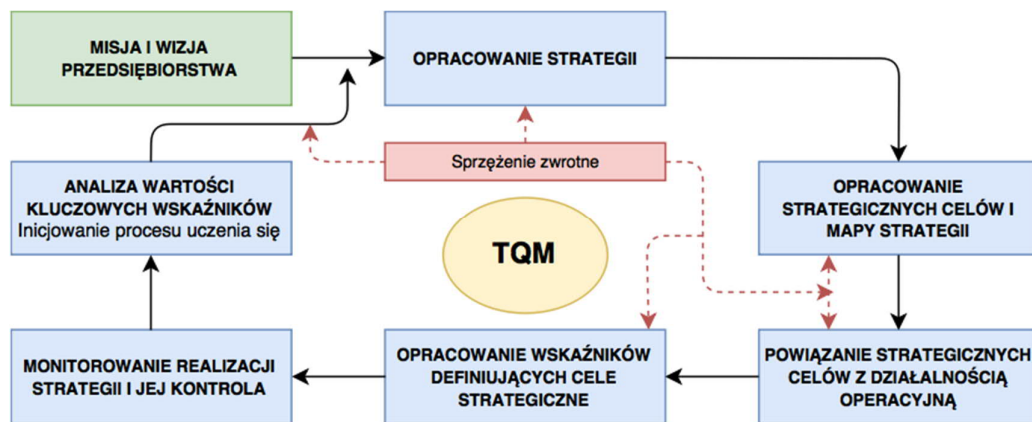 MISJA I WIZJA
PRZEDSIĘBIORSTWA
OPRACOWANIE STRATEGII
Sprzężenie zwrotne
ANALIZA WARTOŚCI
KLUCZOWYCH WSKAŹNIKÓW
Inicjowanie procesu uczenia się
OPRACOWANIE
STRATEGICZNYCH CELÓW I
MAPY STRATEGII
TQM
MONITOROWANIE REALIZACJI
STRATEGII I JEJ KONTROLA
OPRACOWANIE WSKAŹNIKÓW
DEFINIUJĄCYCH CELE
STRATEGICZNE
POWIĄZANIE STRATEGICZNYCH
CELÓW Z DZIAŁALNOŚCIĄ
OPERACYJNĄ